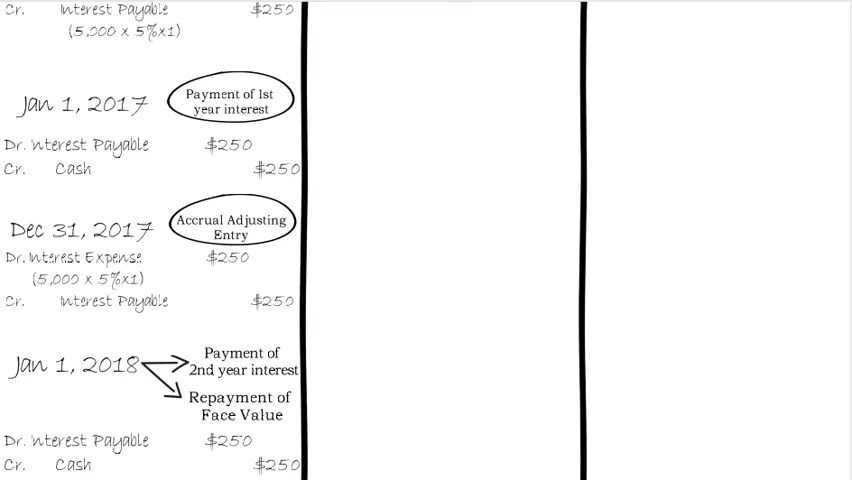 Cr. Interest Payable $250
(5,000 x 5%x1)
Jan 1, 2017
Payment of 1st
year interest
Dr. Interest Payable $250
Cr. Cash $250
Dec 31, 2017
Accrual Adjusting
Entry
Dr. Interest Expense $250
(5,000 x 5%x1)
Cr. Interest Payable $250
Jan 1, 2018
Payment of
2nd year interest
Repayment of
Face Value
Dr. Interest Payable $250
Cr. Cash $250